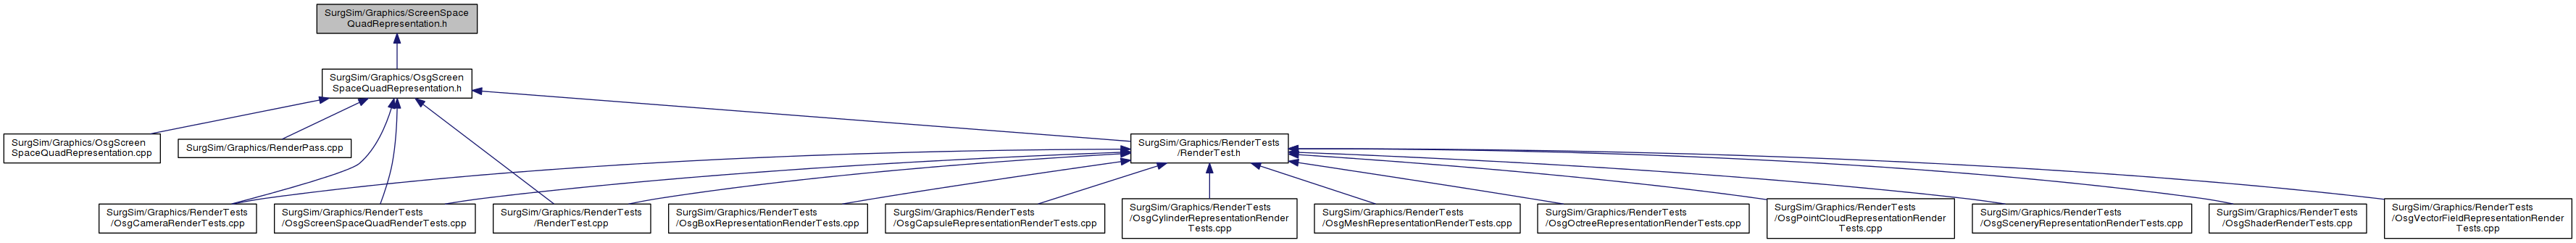 SurgSim/Graphics/ScreenSpace
QuadRepresentation.h
SurgSim/Graphics/OsgScreen
SpaceQuadRepresentation.h
SurgSim/Graphics/OsgScreen
SpaceQuadRepresentation.cpp
SurgSim/Graphics/RenderPass.cpp
SurgSim/Graphics/RenderTests
/RenderTest.h
SurgSim/Graphics/RenderTests
/OsgCameraRenderTests.cpp
SurgSim/Graphics/RenderTests
/OsgScreenSpaceQuadRenderTests.cpp
SurgSim/Graphics/RenderTests
/RenderTest.cpp
SurgSim/Graphics/RenderTests
/OsgBoxRepresentationRenderTests.cpp
SurgSim/Graphics/RenderTests
/OsgCapsuleRepresentationRenderTests.cpp
SurgSim/Graphics/RenderTests
/OsgCylinderRepresentationRender
Tests.cpp
SurgSim/Graphics/RenderTests
/OsgMeshRepresentationRenderTests.cpp
SurgSim/Graphics/RenderTests
/OsgOctreeRepresentationRenderTests.cpp
SurgSim/Graphics/RenderTests
/OsgPointCloudRepresentationRender
Tests.cpp
SurgSim/Graphics/RenderTests
/OsgSceneryRepresentationRenderTests.cpp
SurgSim/Graphics/RenderTests
/OsgShaderRenderTests.cpp
SurgSim/Graphics/RenderTests
/OsgVectorFieldRepresentationRender
Tests.cpp